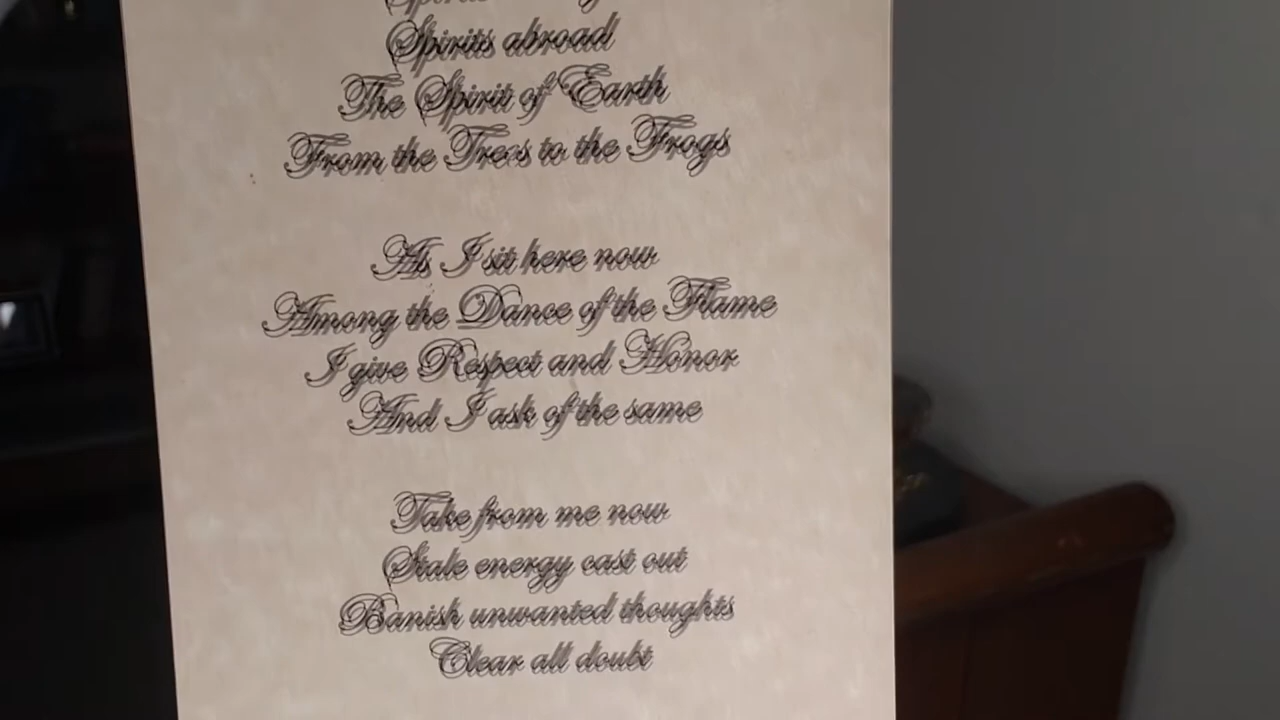 Spirits
Spirits abroad
The Spirit of Earth
From the Trees to the Frogs
As I sit here now
Among the Dance of the Flame
I give Respect and Honor
And I ask of the same
Take from me now
Stale energy cast out
Banish unwanted thoughts
Clear all doubt